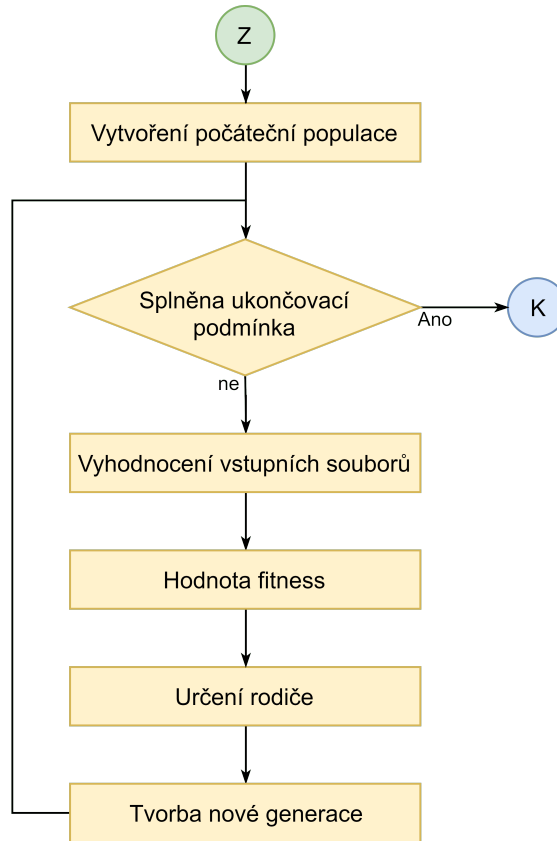 Z
Vytvoření počáteční populace
Splněna ukončovací
podmínka
Ano
K
ne
Vyhodnocení vstupních souborů
Hodnota fitness
Určení rodiče
Tvorba nové generace